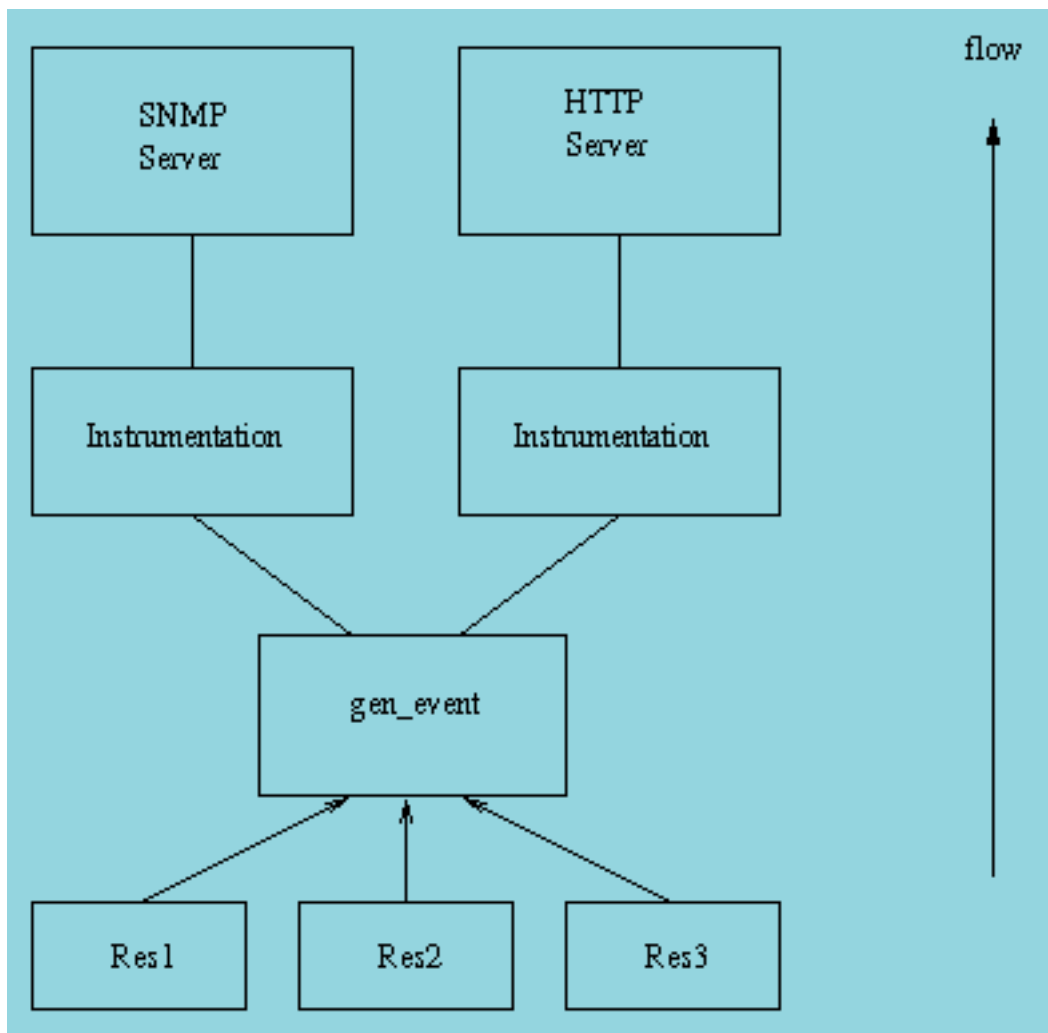 SNMP
Server
HTTP
Server
flow
Instrumentation
Instrumentation
gen_event
Res1
Res2
Res3